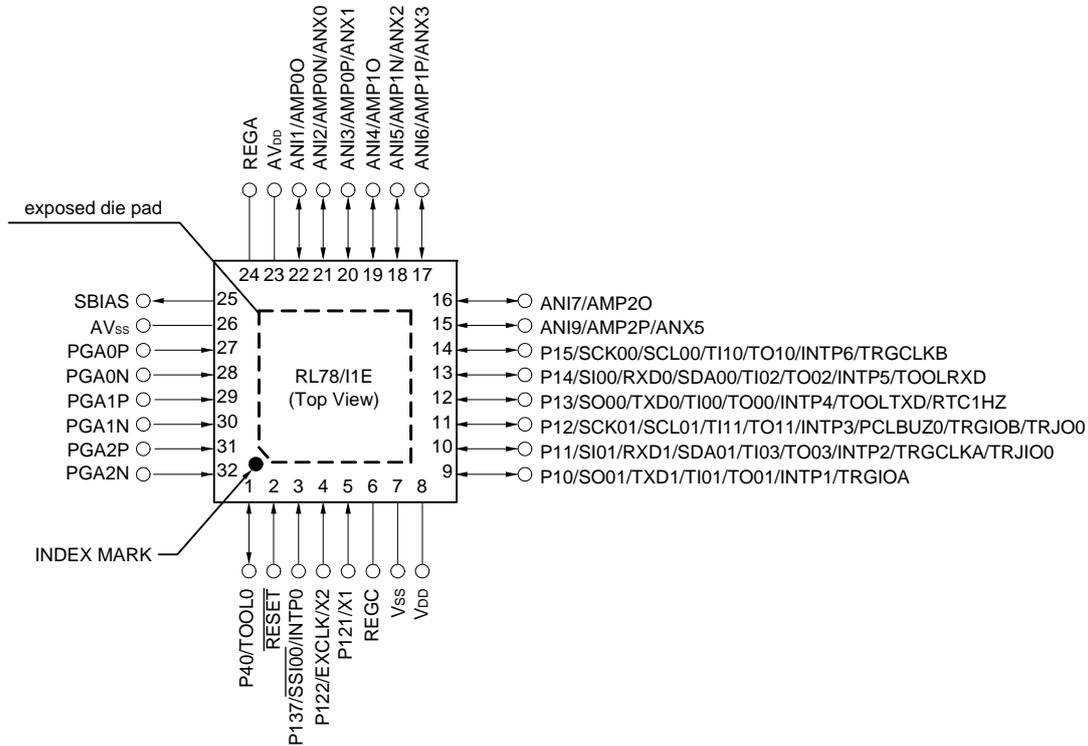 REGA
AVDD
ANI1/AMP0O
ANI2/AMP0N/ANX0
ANI3/AMP0P/ANX1
ANI4/AMP1O
ANI5/AMP1N/ANX2
ANI6/AMP1P/ANX3
exposed die pad
24 23 22 21 20 19 18 17
SBIAS 25
AVSS 26
PGA0P 27
PGA0N 28
PGA1P 29
PGA1N 30
PGA2P 31
PGA2N 32
RL78/I1E
(Top View)
16 ANI7/AMP2O
15 ANI9/AMP2P/ANX5
14 P15/SCK00/SCL00/TI10/TO10/INTP6/TRGCLKB
13 P14/SI00/RXD0/SDA00/TI02/TO02/INTP5/TOOLRXD
12 P13/SO00/TXD0/TI00/TO00/INTP4/TOOLTXD/RTC1HZ
11 P12/SCK01/SCL01/TI11/TO11/INTP3/PCLBUZ0/TRGIOB/TRJO0
10 P11/SI01/RXD1/SDA01/TI03/TO03/INTP2/TRGCLKA/TRJIO0
9 P10/SO01/TXD1/TI01/TO01/INTP1/TRGIOA
1 2 3 4 5 6 7 8
INDEX MARK
P40/TOOL0
RESET
P137/SSI00/INTP0
P122/EXCLK/X2
P121/X1
REGC
VSS
VDD